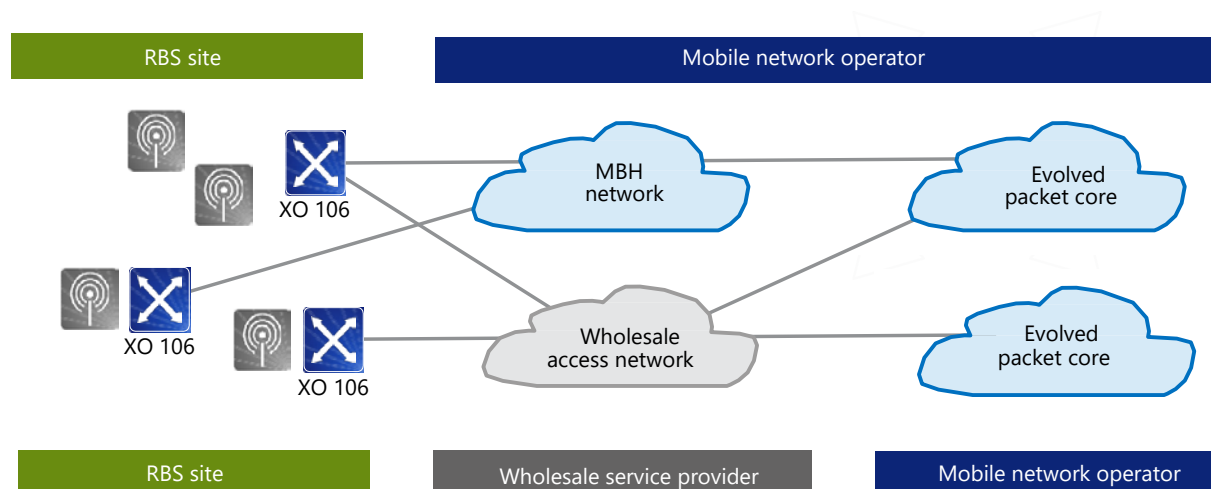 RBS site
Mobile network operator
XO 106
MBH
network
Evolved
packet core
XO 106
XO 106
Wholesale
access network
Evolved
packet core
RBS site
Wholesale service provider
Mobile network operator